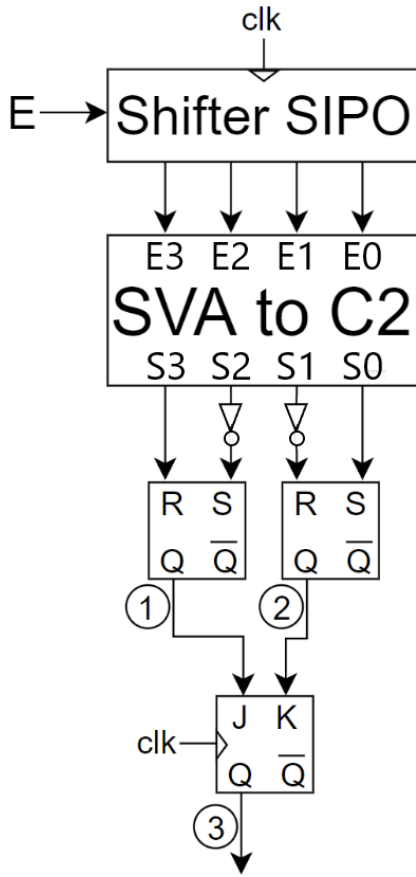 clk
E
Shifter SIPO
E3 E2 E1 E0
SVA to C2
S3 S2 S1 S0
R S R S
Q Q̅ Q Q̅
1 2
J K
clk
Q Q̅
3